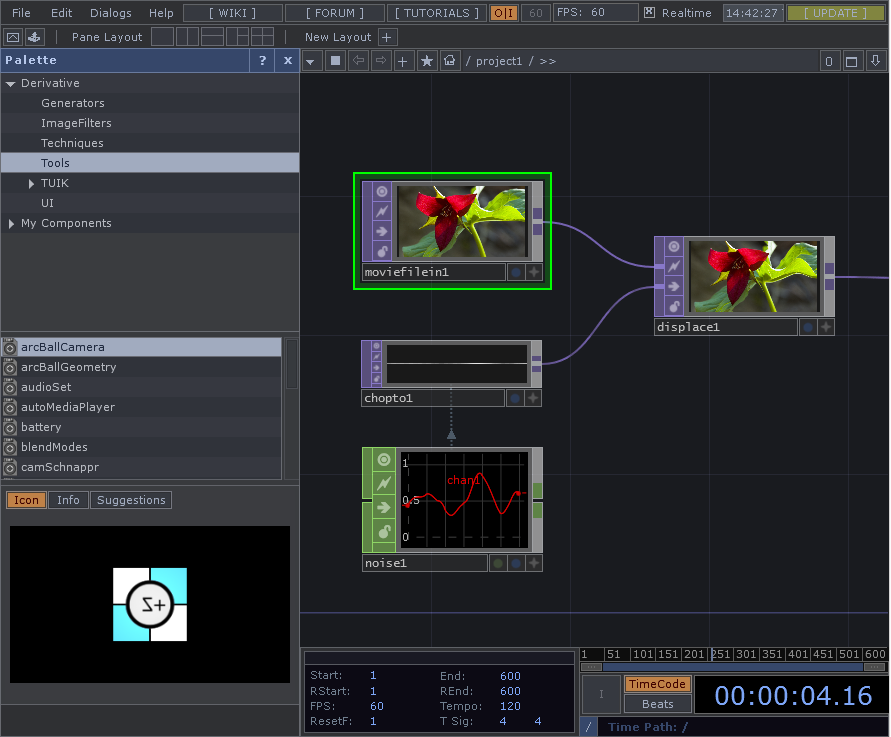 File Edit Dialogs Help [ WIKI ] [ FORUM ] [ TUTORIALS ] O|I 60 FPS: 60 Realtime 14:42:27 [ UPDATE ]
Pane Layout New Layout +
Palette ? x
/ project1 / >> 0
Derivative
Generators
ImageFilters
Techniques
Tools
TUIK
UI
My Components
moviefilein1
displace1
chopto1
1
chan1
0.5
0
noise1
arcBallCamera
arcBallGeometry
audioSet
autoMediaPlayer
battery
blendModes
camSchnappr
Icon Info Suggestions
Start: 1 End: 600
RStart: 1 REnd: 600
FPS: 60 Tempo: 120
ResetF: 1 T Sig: 4 4
1 51 101 151 201 251 301 351 401 451 501 600
I TimeCode 00:00:04.16
Beats
/ Time Path: /